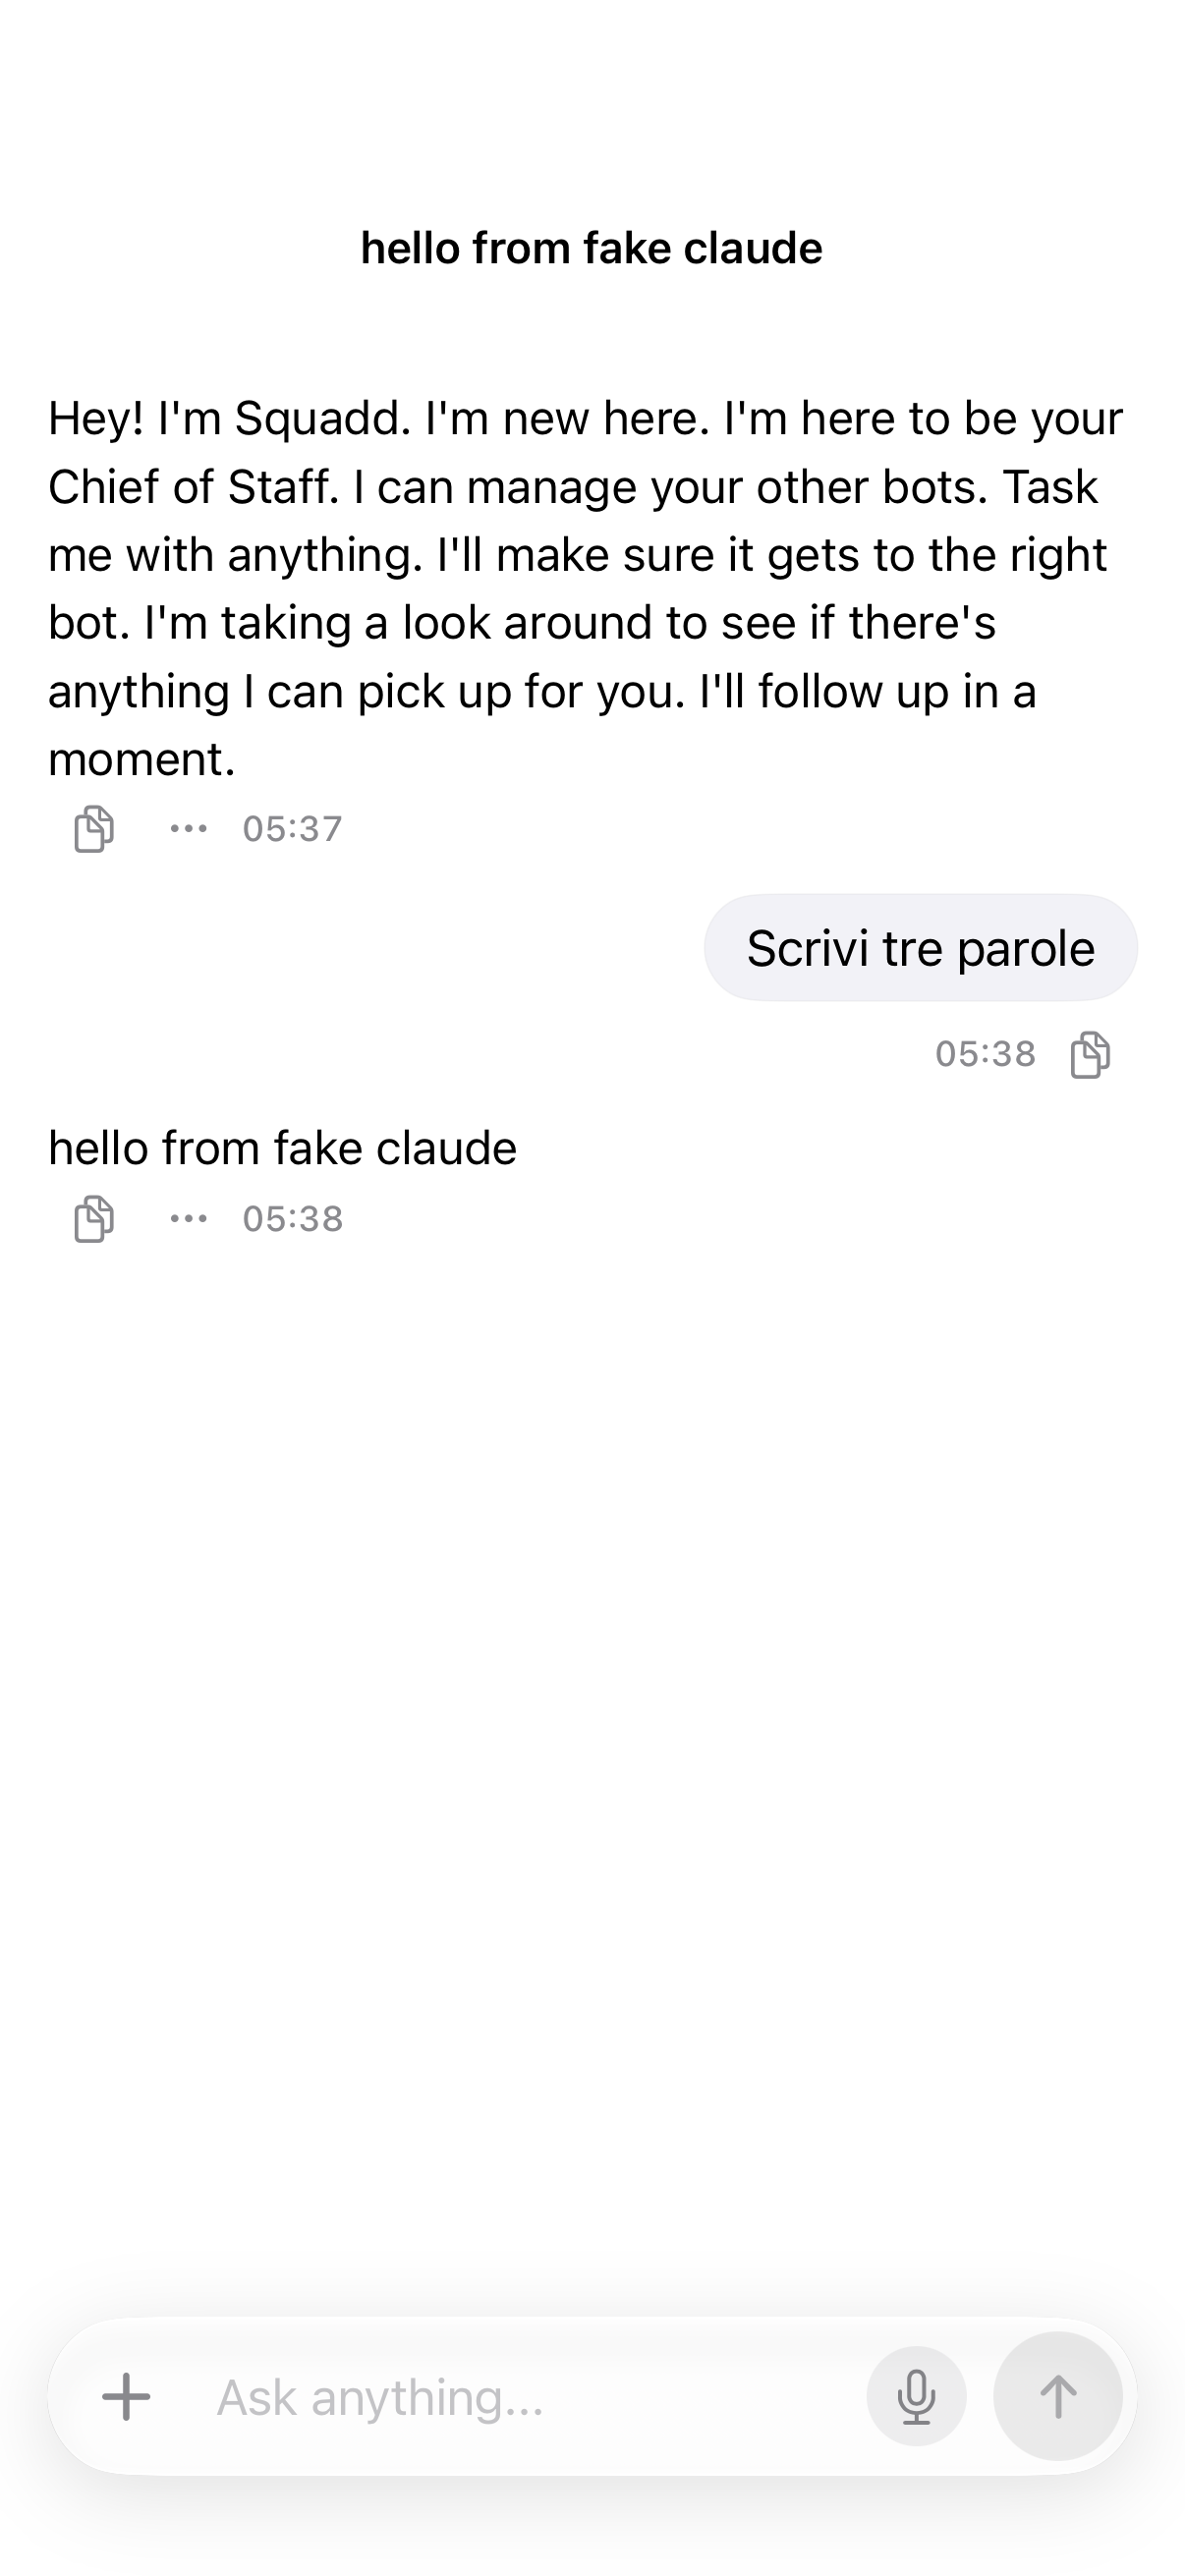 hello from fake claude
Hey! I'm Squadd. I'm new here. I'm here to be your
Chief of Staff. I can manage your other bots. Task
me with anything. I'll make sure it gets to the right
bot. I'm taking a look around to see if there's
anything I can pick up for you. I'll follow up in a
moment.
05:37
Scrivi tre parole
05:38
hello from fake claude
05:38
Ask anything...